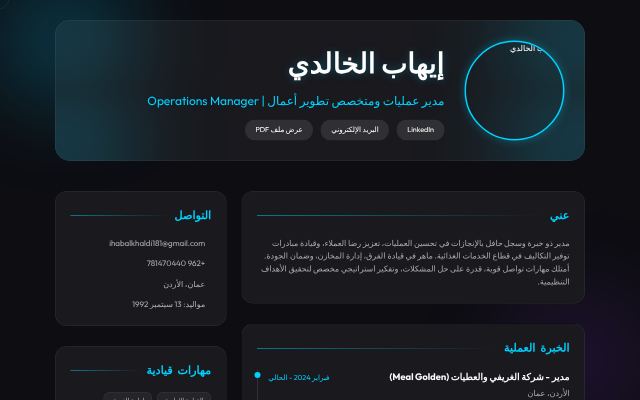 ب الخالدي
إيهاب الخالدي
مدير عمليات ومتخصص تطوير أعمال | Operations Manager
LinkedIn
البريد الإلكتروني
عرض ملف PDF
عني
مدير ذو خبرة وسجل حافل بالإنجازات في تحسين العمليات، تعزيز رضا العملاء، وقيادة مبادرات
توفير التكاليف في قطاع الخدمات الغذائية. ماهر في قيادة الفرق، إدارة المخازن، وضمان الجودة.
أمتلك مهارات تواصل قوية، قدرة على حل المشكلات، وتفكير استراتيجي مخصص لتحقيق الأهداف
التنظيمية.
الخبرة العملية
مدير - شركة الغريفي والعطيات (Meal Golden)
فبراير 2024 - الحالي
الأردن، عمان
التواصل
ihabalkhaldi181@gmail.com
+962 781470440
عمان، الأردن
مواليد: 13 سبتمبر 1992
مهارات قيادية